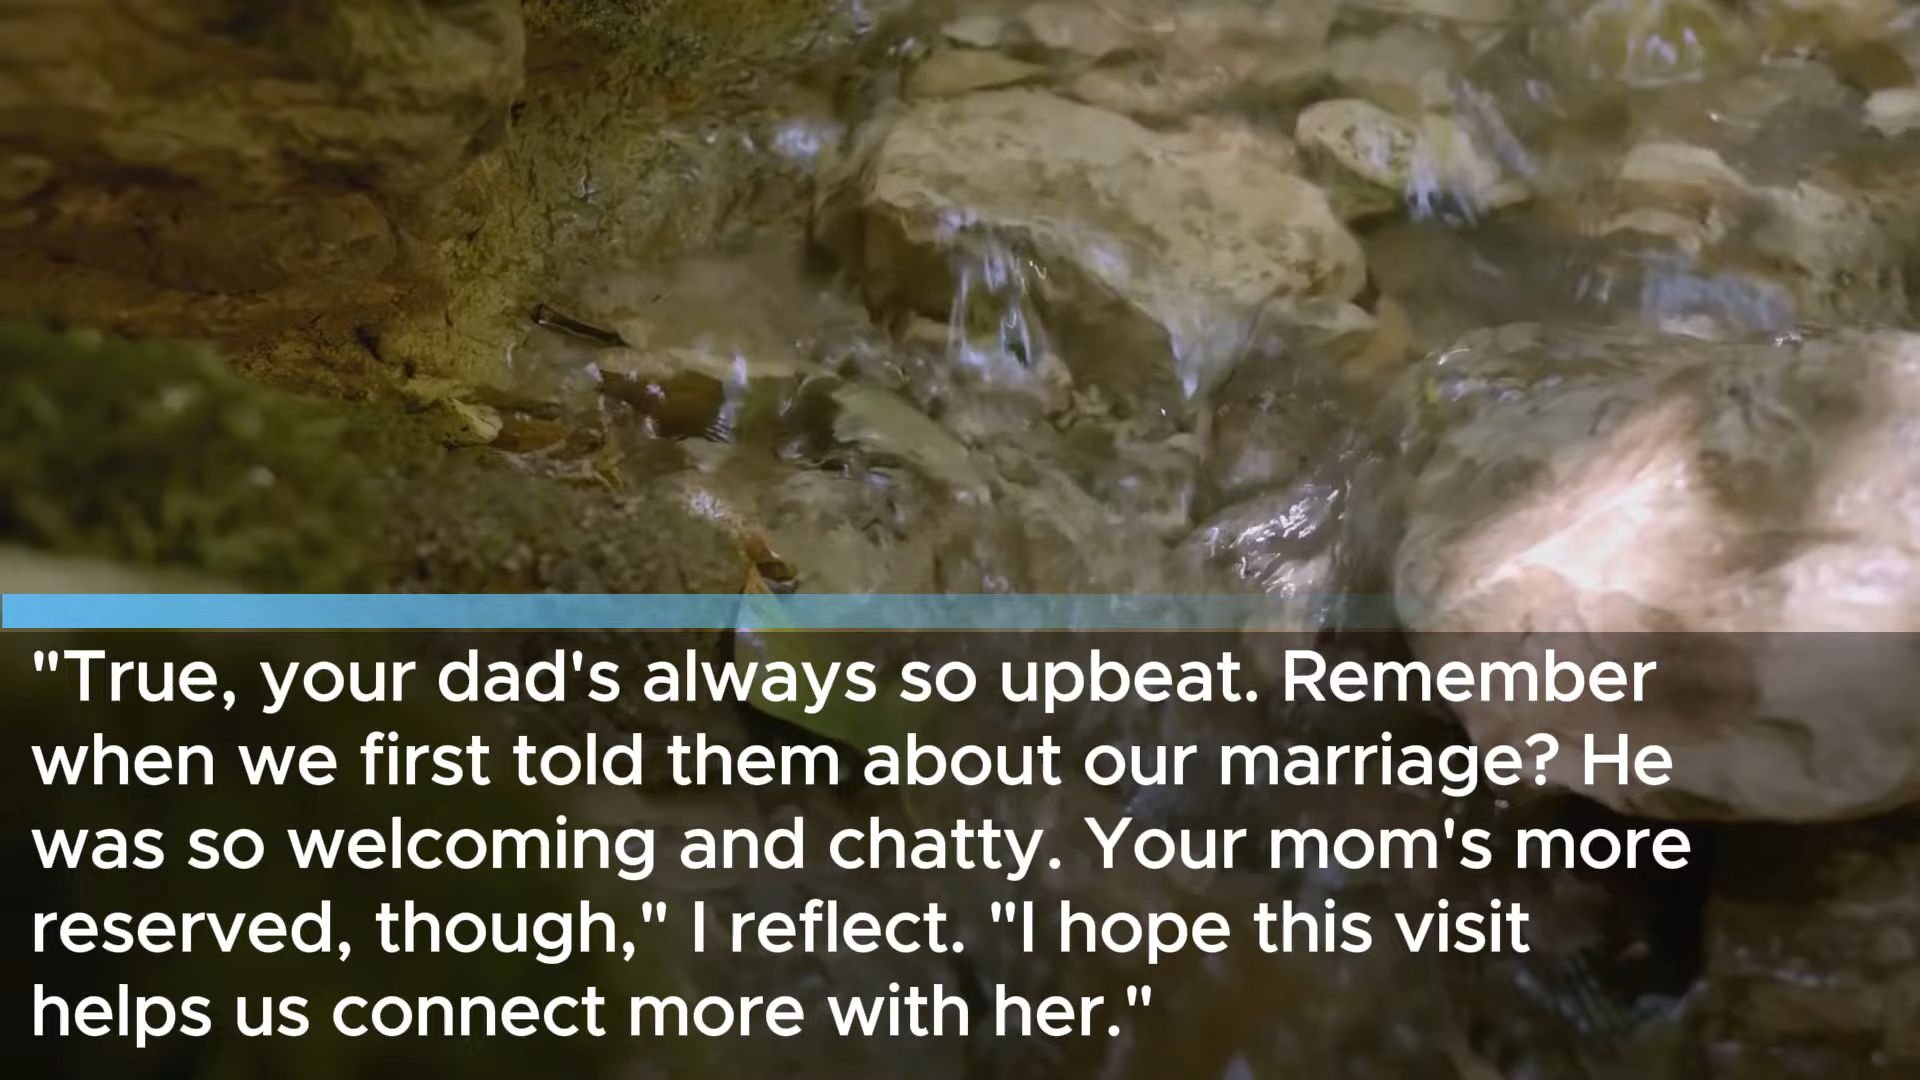 "True, your dad's always so upbeat. Remember
when we first told them about our marriage? He
was so welcoming and chatty. Your mom's more
reserved, though," I reflect. "I hope this visit
helps us connect more with her."